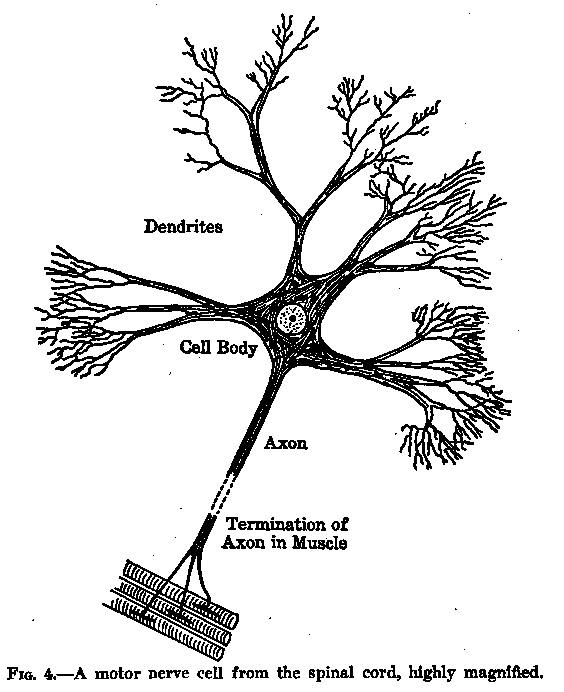 Dendrites
Cell Body
Axon
Termination of
Axon in Muscle
Fig. 4.—A motor nerve cell from the spinal cord, highly magnified.